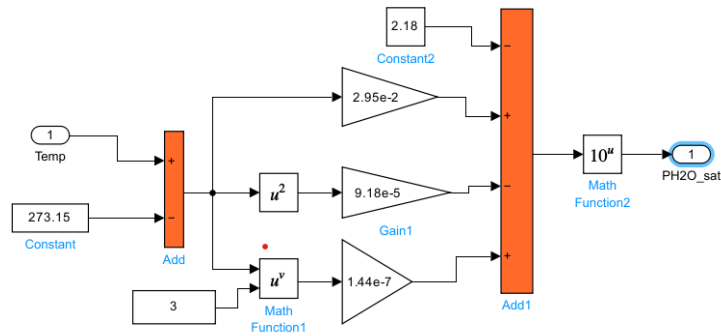 2.18
−
Constant2
2.95e-2
+
1
Temp
+
10^u
1
PH2O_sat
u^2
9.18e-5
−
Math
Function2
273.15
−
Constant
Add
Gain1
u^v
1.44e-7
+
3
Math
Function1
Add1